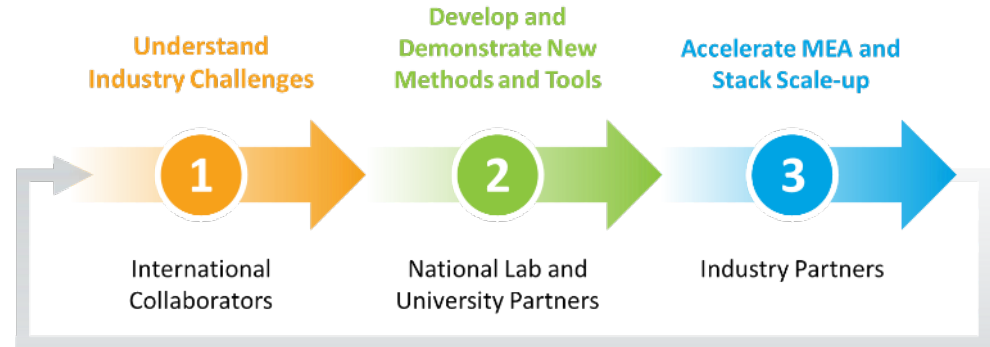 Understand
Industry Challenges
1
International
Collaborators
Develop and
Demonstrate New
Methods and Tools
2
National Lab and
University Partners
Accelerate MEA and
Stack Scale-up
3
Industry Partners